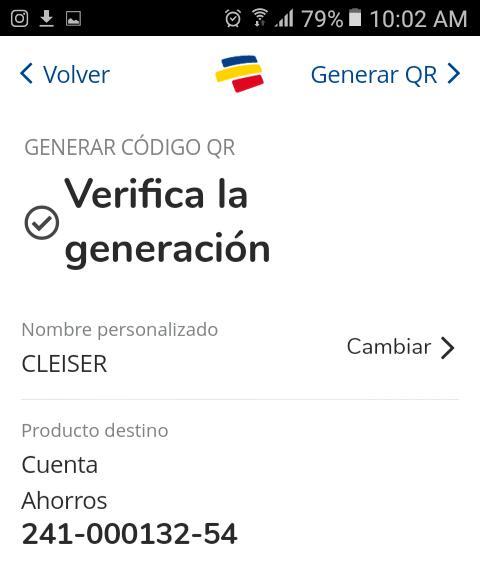 79% 10:02 AM
Volver
Generar QR
GENERAR CÓDIGO QR
Verifica la
generación
Nombre personalizado
CLEISER
Cambiar
Producto destino
Cuenta
Ahorros
241-000132-54